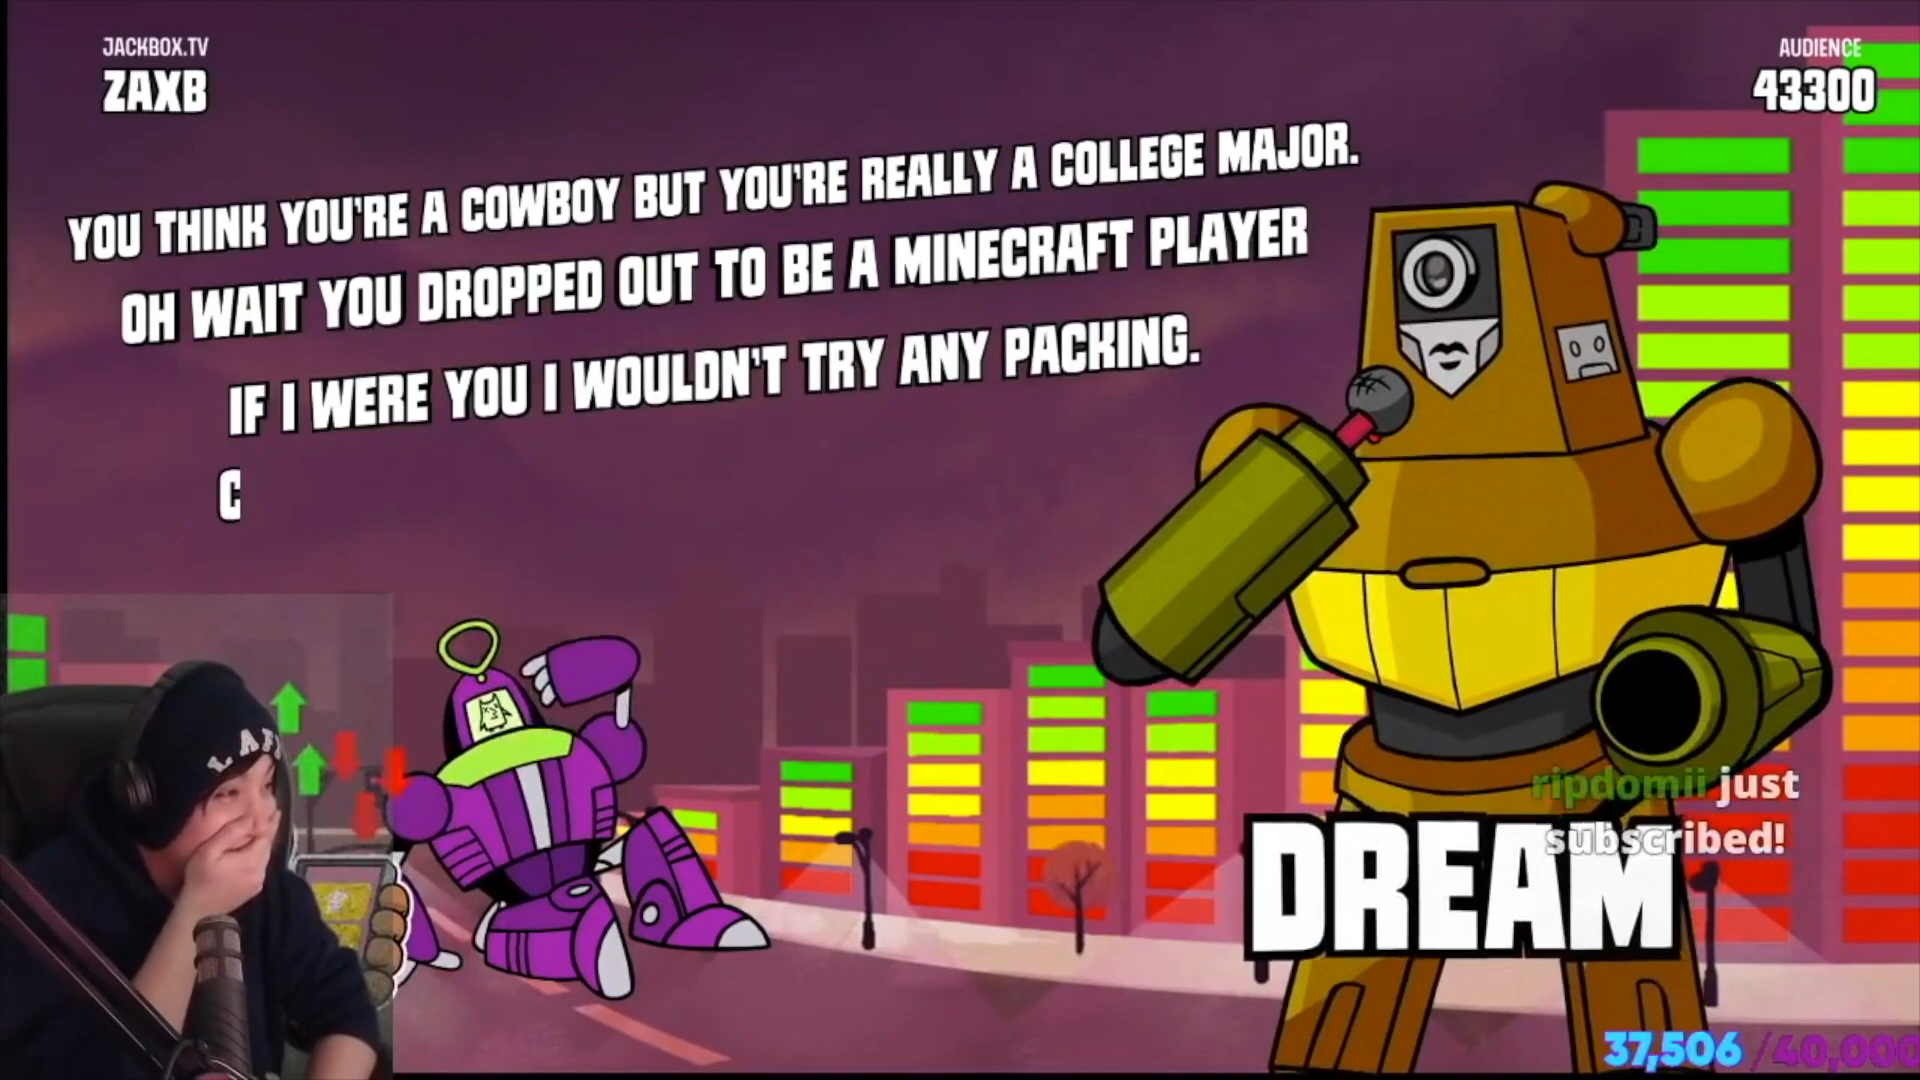 JACKBOX.TV
ZAXB
AUDIENCE
43300
YOU THINK YOU'RE A COWBOY BUT YOU'RE REALLY A COLLEGE MAJOR.
OH WAIT YOU DROPPED OUT TO BE A MINECRAFT PLAYER
IF I WERE YOU I WOULDN'T TRY ANY PACKING.
C
ripdomii just
subscribed!
DREAM
37,506 / 40,000